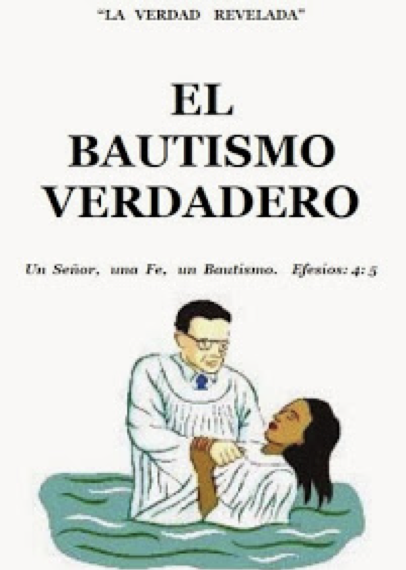 “LA VERDAD REVELADA”
EL
BAUTISMO
VERDADERO
Un Señor, una Fe, un Bautismo. Efesios: 4: 5